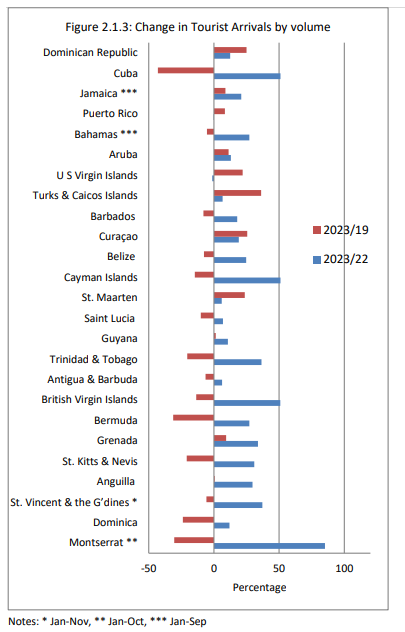 Figure 2.1.3: Change in Tourist Arrivals by volume
Dominican Republic
Cuba
Jamaica ***
Puerto Rico
Bahamas ***
Aruba
U S Virgin Islands
Turks & Caicos Islands
Barbados
Curaçao
Belize
Cayman Islands
St. Maarten
Saint Lucia
Guyana
Trinidad & Tobago
Antigua & Barbuda
British Virgin Islands
Bermuda
Grenada
St. Kitts & Nevis
Anguilla
St. Vincent & the G'dines *
Dominica
Montserrat **
2023/19
2023/22
-50 0 50 100
Percentage
Notes: * Jan-Nov, ** Jan-Oct, *** Jan-Sep